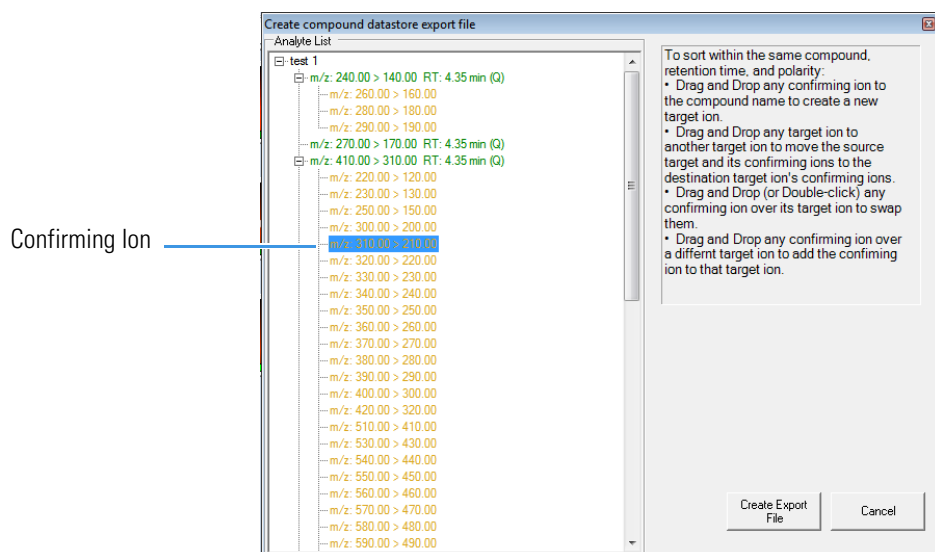 Create compound datastore export file
Analyte List
test 1
m/z: 240.00 > 140.00 RT: 4.35 min (Q)
m/z: 260.00 > 160.00
m/z: 280.00 > 180.00
m/z: 290.00 > 190.00
m/z: 270.00 > 170.00 RT: 4.35 min (Q)
m/z: 410.00 > 310.00 RT: 4.35 min (Q)
m/z: 220.00 > 120.00
m/z: 230.00 > 130.00
m/z: 250.00 > 150.00
m/z: 300.00 > 200.00
m/z: 310.00 > 210.00
m/z: 320.00 > 220.00
m/z: 330.00 > 230.00
m/z: 340.00 > 240.00
m/z: 350.00 > 250.00
m/z: 360.00 > 260.00
m/z: 370.00 > 270.00
m/z: 380.00 > 280.00
m/z: 390.00 > 290.00
m/z: 400.00 > 300.00
m/z: 420.00 > 320.00
m/z: 510.00 > 410.00
m/z: 530.00 > 430.00
m/z: 540.00 > 440.00
m/z: 550.00 > 450.00
m/z: 560.00 > 460.00
m/z: 570.00 > 470.00
m/z: 580.00 > 480.00
m/z: 590.00 > 490.00
Confirming Ion
To sort within the same compound,
retention time, and polarity:
• Drag and Drop any confirming ion to
the compound name to create a new
target ion.
• Drag and Drop any target ion to
another target ion to move the source
target and its confirming ions to the
destination target ion's confirming ions.
• Drag and Drop (or Double-click) any
confirming ion over its target ion to swap
them.
• Drag and Drop any confirming ion over
a differnt target ion to add the confiming
ion to that target ion.
Create Export
File
Cancel